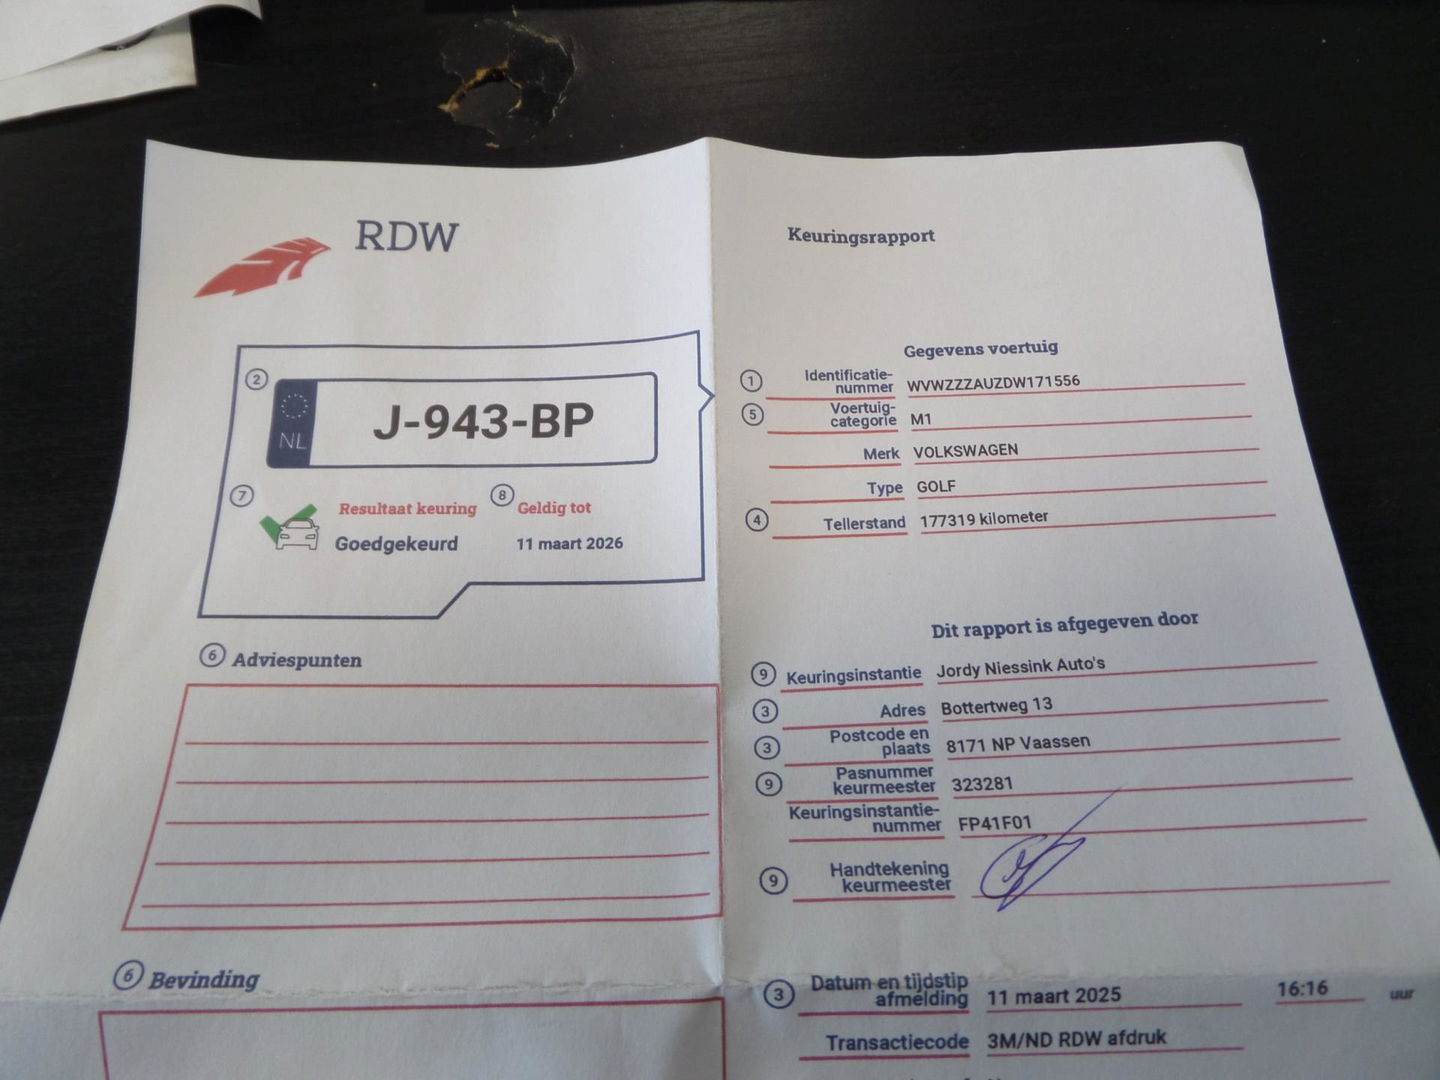 RDW
Keuringsrapport
2
NL
J-943-BP
7
Resultaat keuring
Goedgekeurd
8
Geldig tot
11 maart 2026
6 Adviespunten
6 Bevinding
Gegevens voertuig
1 Identificatie-
nummer WVWZZZAUZDW171556
5 Voertuig-
categorie M1
Merk VOLKSWAGEN
Type GOLF
4 Tellerstand 177319 kilometer
Dit rapport is afgegeven door
9 Keuringsinstantie Jordy Niessink Auto's
3 Adres Bottertweg 13
3 Postcode en
plaats 8171 NP Vaassen
9 Pasnummer
keurmeester 323281
Keuringsinstantie-
nummer FP41F01
9 Handtekening
keurmeester
3 Datum en tijdstip
afmelding 11 maart 2025 16:16 uur
Transactiecode 3M/ND RDW afdruk